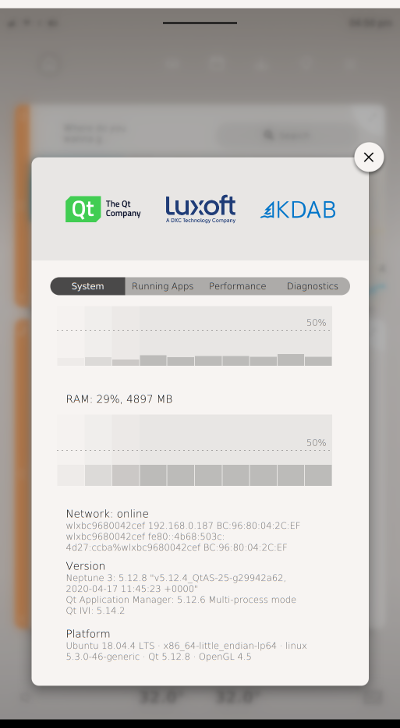 Qt The Qt Company
Luxoft
A DXC Technology Company
KDAB
System Running Apps Performance Diagnostics
50%
RAM: 29%, 4897 MB
50%
Network: online
wlxbc9680042cef 192.168.0.187 BC:96:80:04:2C:EF
wlxbc9680042cef fe80::4b68:503c:
4d27:ccba%wlxbc9680042cef BC:96:80:04:2C:EF
Version
Neptune 3: 5.12.8 "v5.12.4_QtAS-25-g29942a62,
2020-04-17 11:45:23 +0000"
Qt Application Manager: 5.12.6 Multi-process mode
Qt IVI: 5.14.2
Platform
Ubuntu 18.04.4 LTS · x86_64-little_endian-lp64 · linux
5.3.0-46-generic · Qt 5.12.8 · OpenGL 4.5
32.0° 32.0°